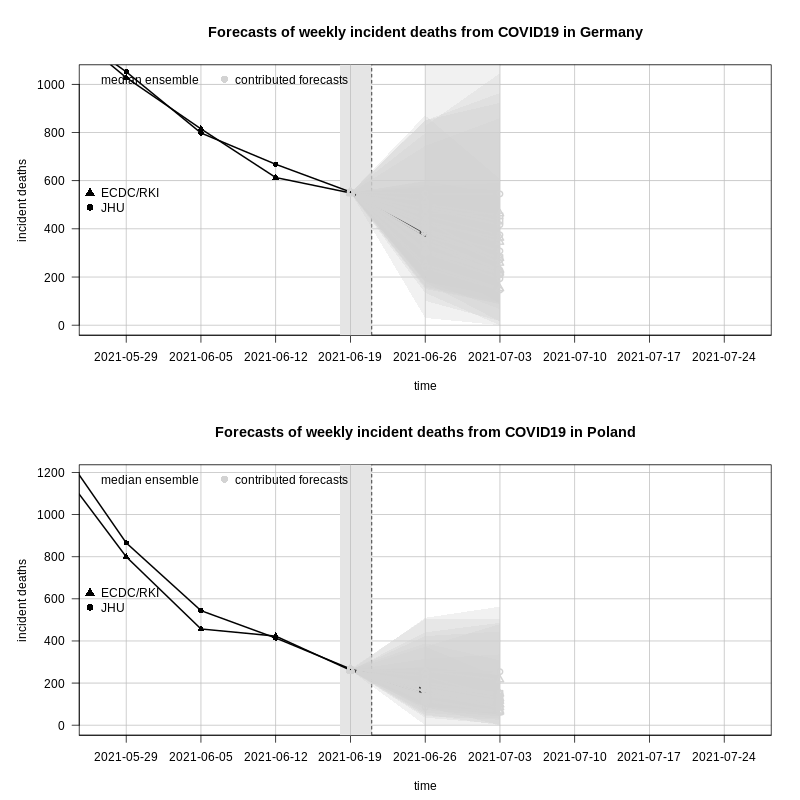 Forecasts of weekly incident deaths from COVID19 in Germany
median ensemble contributed forecasts
1000
800
600
400
200
0
incident deaths
ECDC/RKI
JHU
2021-05-29 2021-06-05 2021-06-12 2021-06-19 2021-06-26 2021-07-03 2021-07-10 2021-07-17 2021-07-24
time
Forecasts of weekly incident deaths from COVID19 in Poland
median ensemble contributed forecasts
1200
1000
800
600
400
200
0
incident deaths
ECDC/RKI
JHU
2021-05-29 2021-06-05 2021-06-12 2021-06-19 2021-06-26 2021-07-03 2021-07-10 2021-07-17 2021-07-24
time